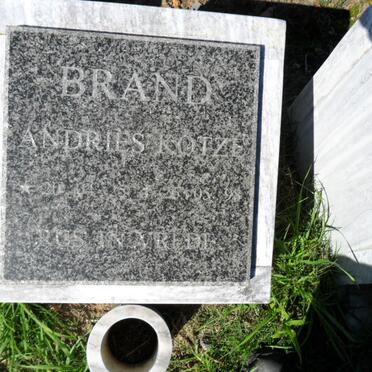 BRAND
ANDRIES KOTZE
RUS IN VREDE